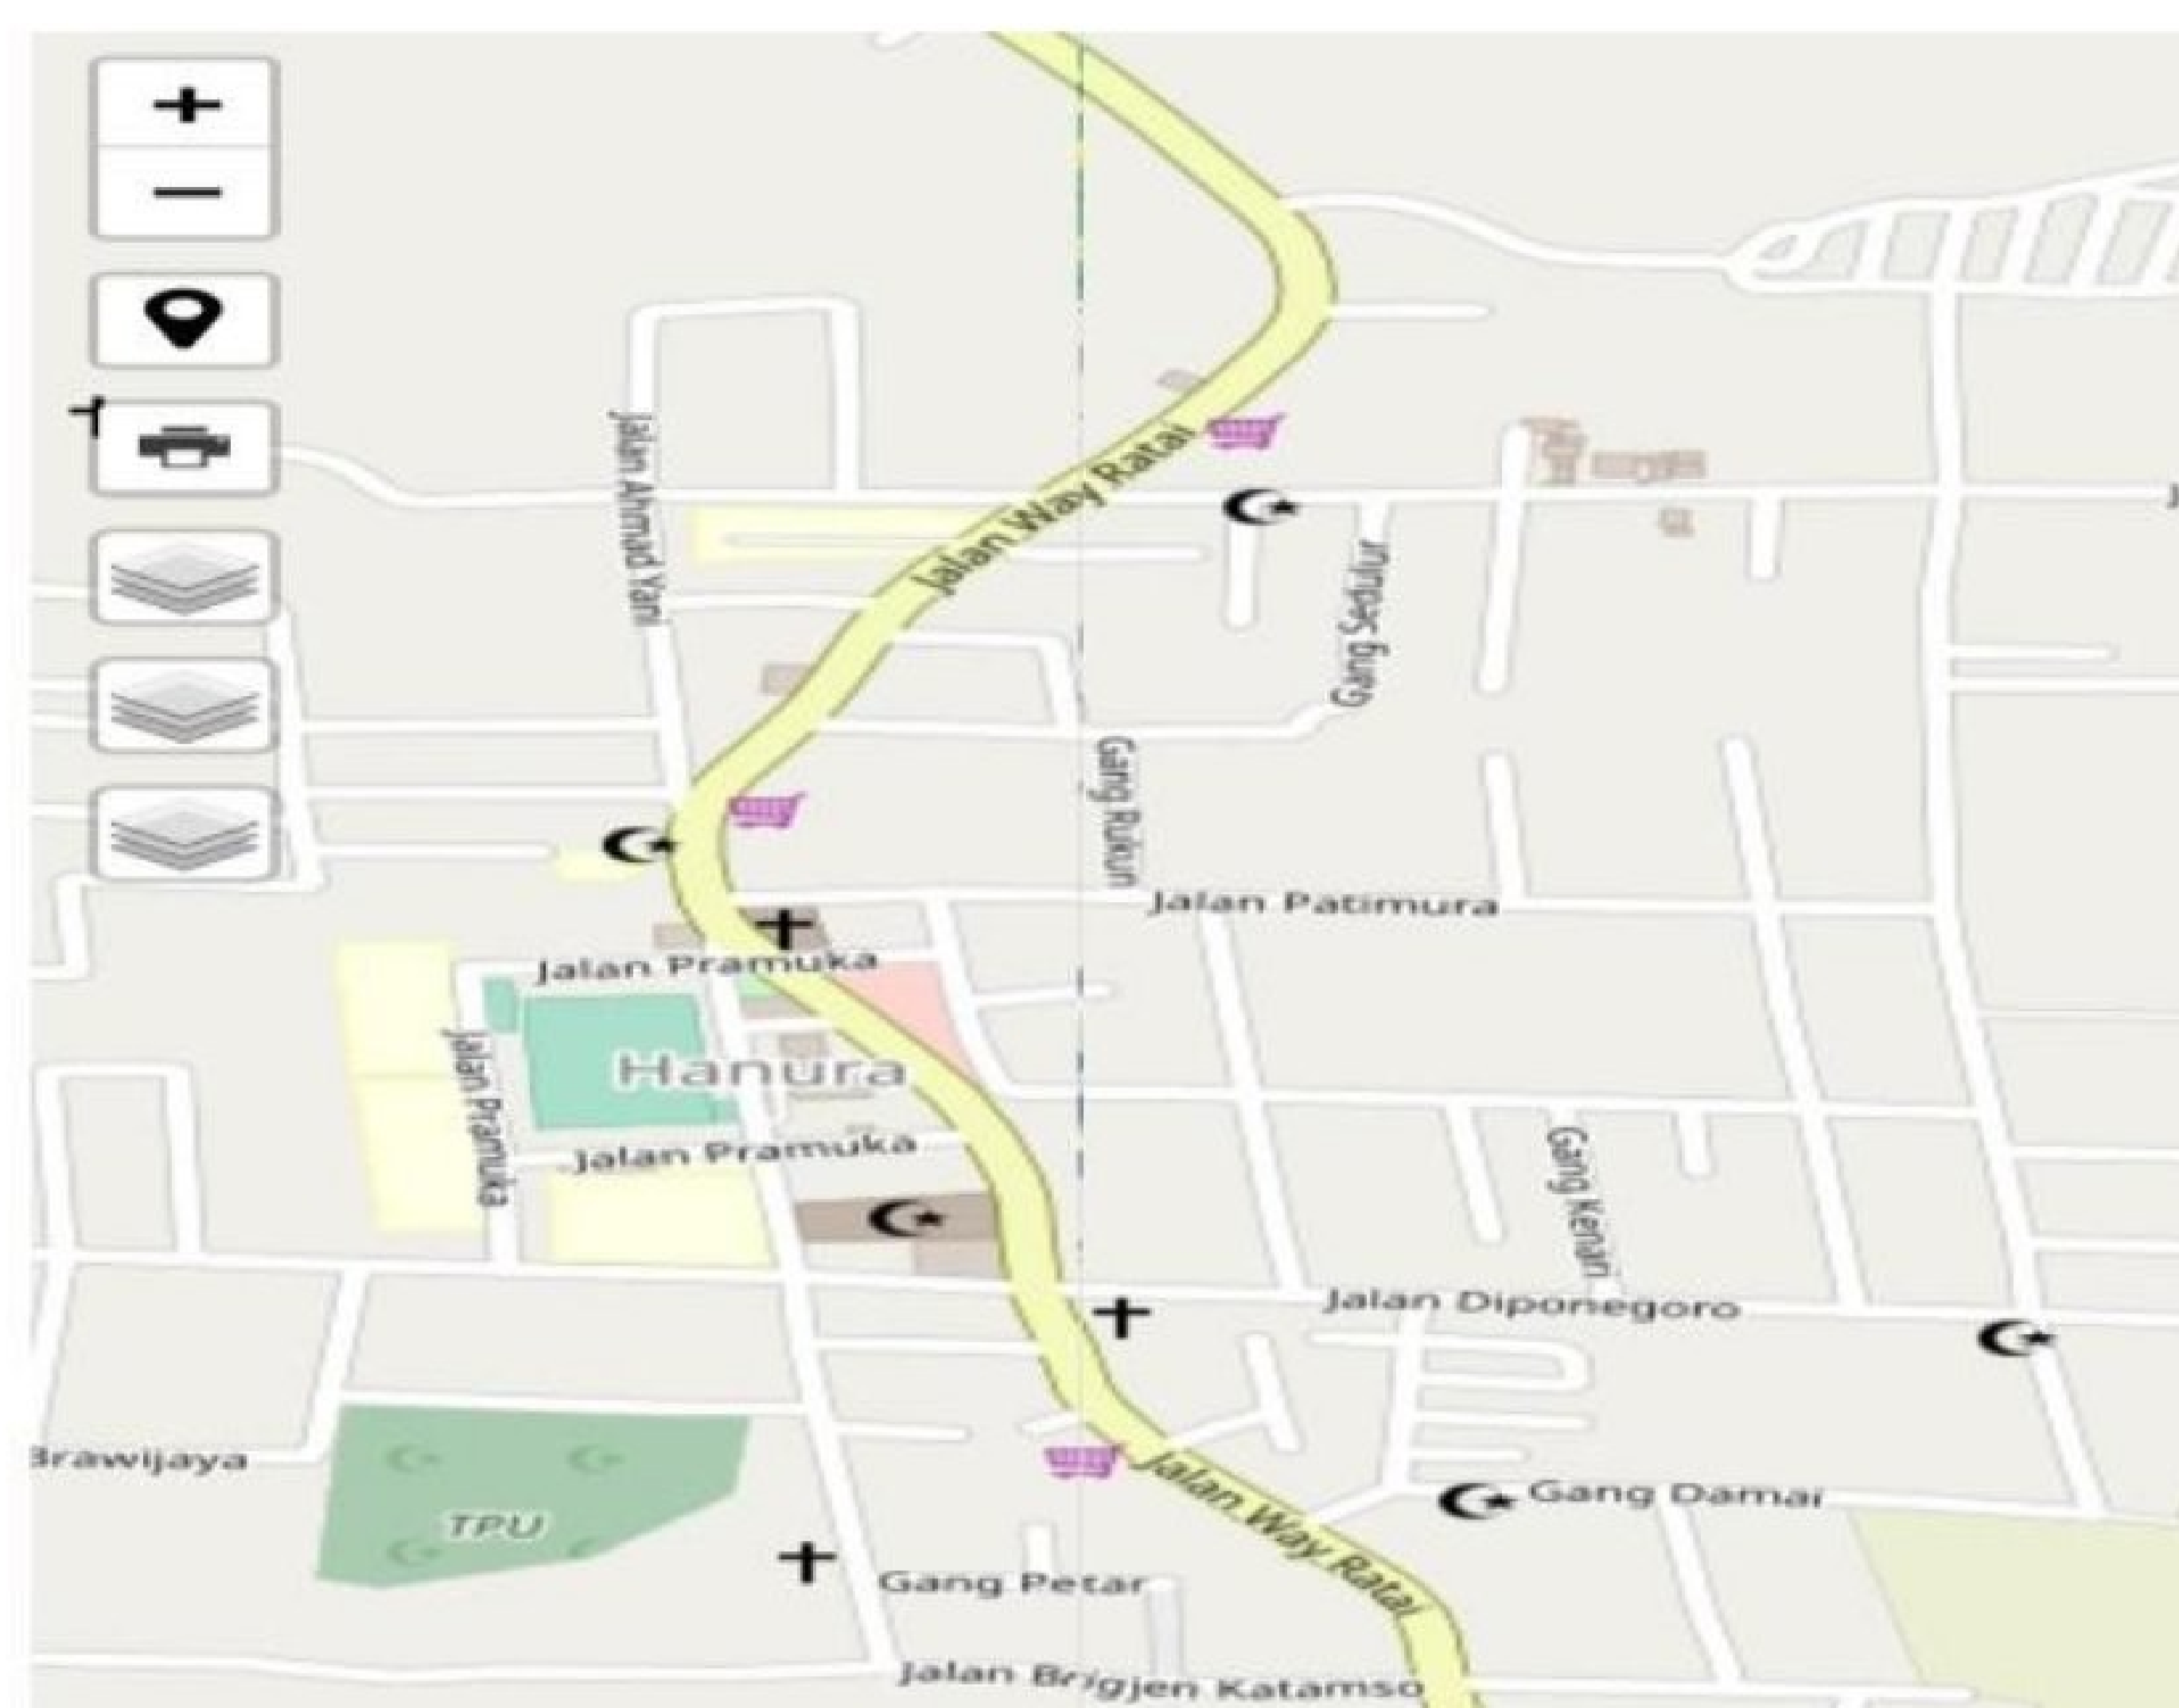 Jalan Ahmad Yani
Jalan Way Ratai
Gang Sedulur
Gang Rukun
Jalan Patimura
Jalan Pramuka
Jalan Pramuka
Hanura
Jalan Pramuka
Gang Kenari
Jalan Diponegoro
Brawijaya
TPU
Jalan Way Ratai
Gang Damai
Gang Petar
Jalan Brigjen Katamso